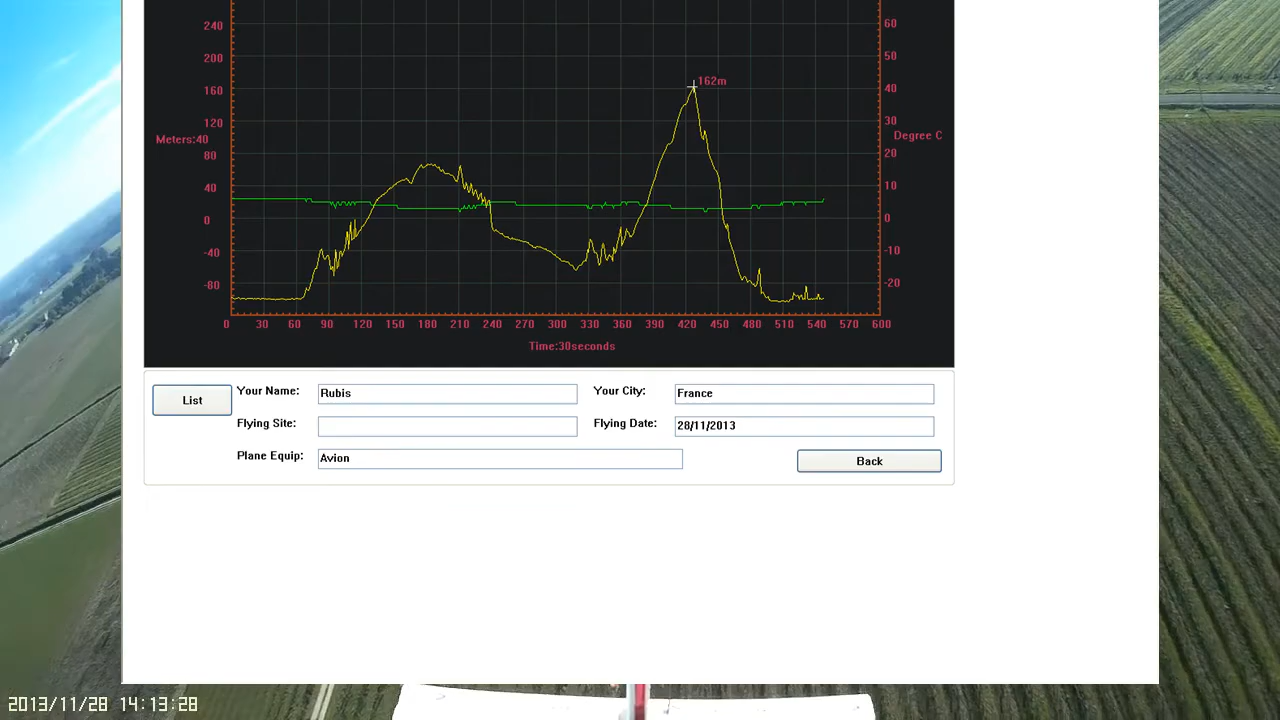 240
200
160
120
80
40
0
-40
-80
Meters:40
162m
60
50
40
30
20
10
0
-10
-20
Degree C
0 30 60 90 120 150 180 210 240 270 300 330 360 390 420 450 480 510 540 570 600
Time:30seconds
List
Your Name: Rubis
Your City: France
Flying Site:
Flying Date: 28/11/2013
Plane Equip: Avion
Back
2013/11/28 14:13:28